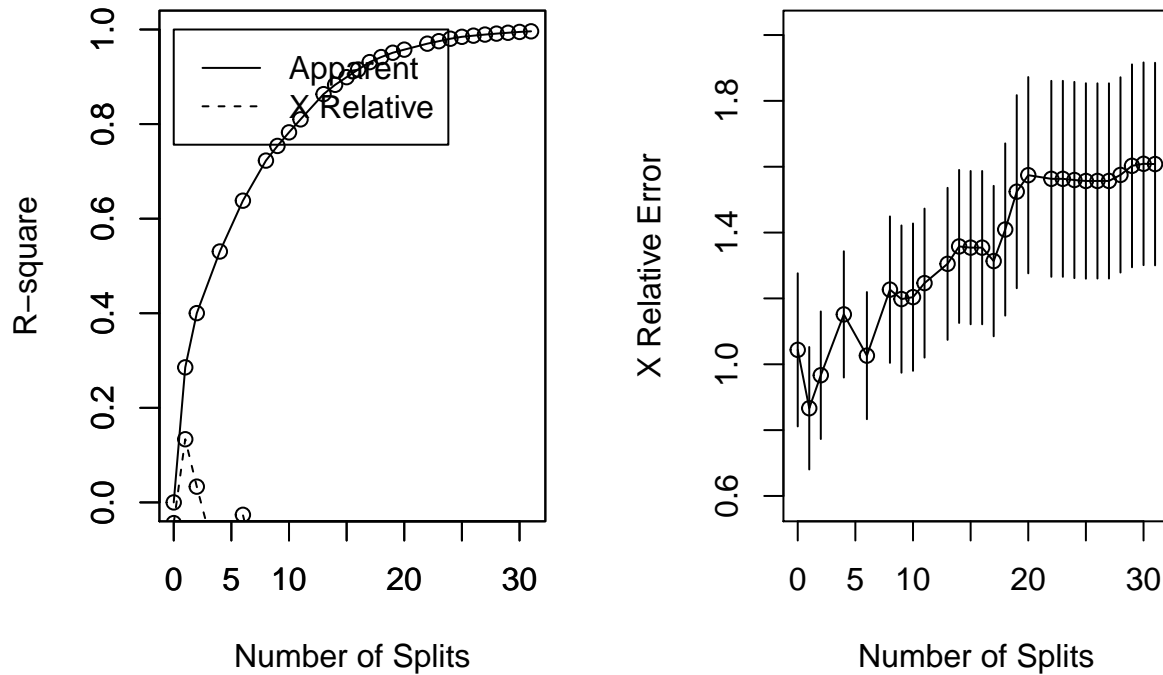 R−square
1.0
0.8
0.6
0.4
0.2
0.0
Apparent
X Relative
0 5 10 20 30
Number of Splits
X Relative Error
1.8
1.4
1.0
0.6
0 5 10 20 30
Number of Splits